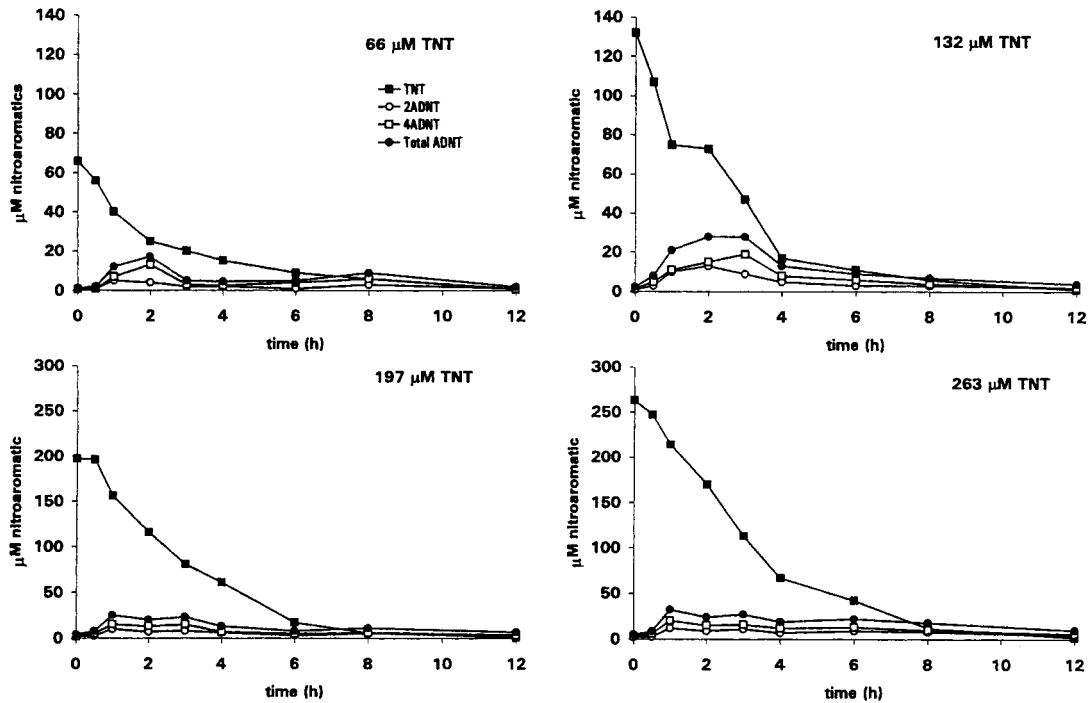 66 µM TNT
µM nitroaromatics
140
120
100
80
60
40
20
0
TNT
2ADNT
4ADNT
Total ADNT
0 2 4 6 8 10 12
time (h)
132 µM TNT
µM nitroaromatic
140
120
100
80
60
40
20
0
0 2 4 6 8 10 12
time (h)
197 µM TNT
µM nitroaromatic
300
250
200
150
100
50
0
0 2 4 6 8 10 12
time (h)
263 µM TNT
µM nitroaromatic
300
250
200
150
100
50
0
0 2 4 6 8 10 12
time (h)